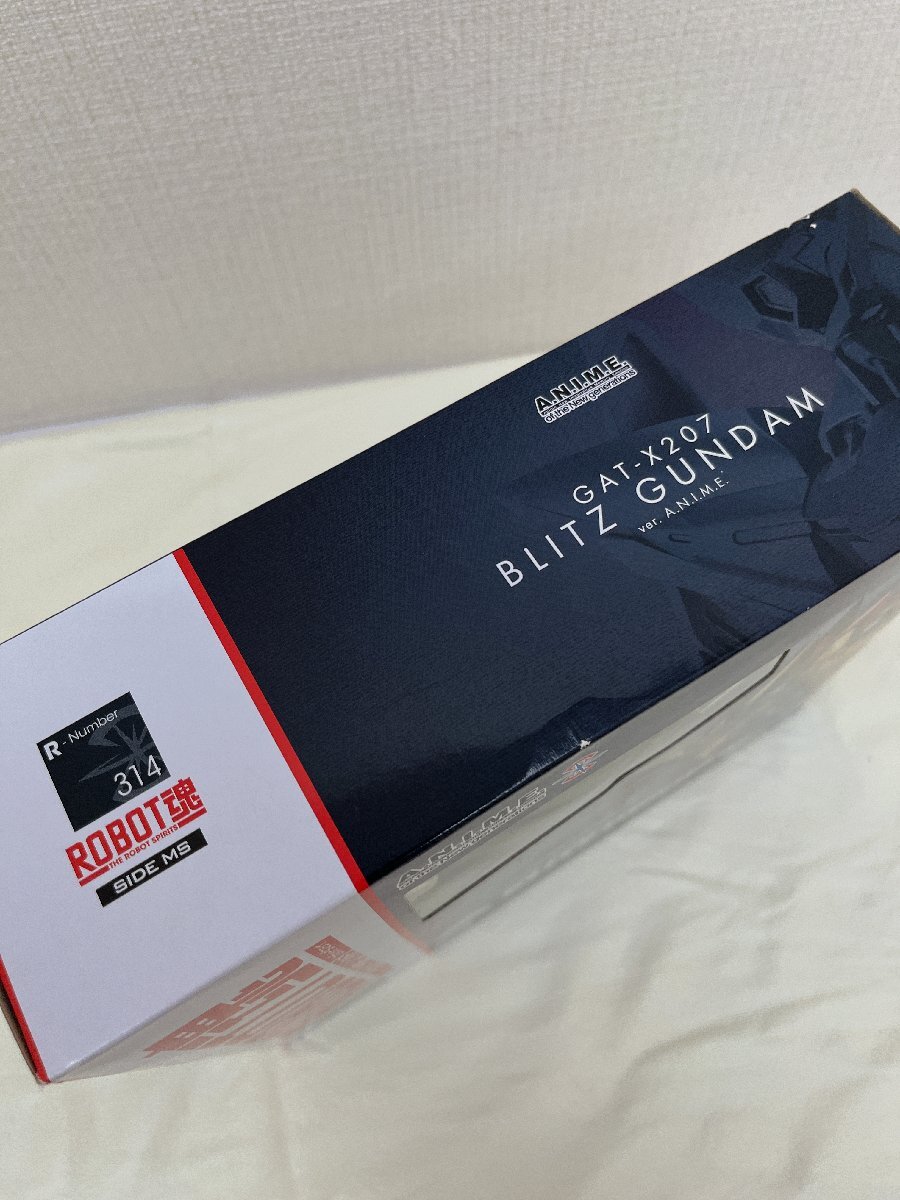 A.N.I.M.E.
of the New generations
GAT-X207
BLITZ GUNDAM
ver. A.N.I.M.E.
R-Number
314
ROBOT魂
THE ROBOT SPIRITS
SIDE MS
A.N.I.M.E.